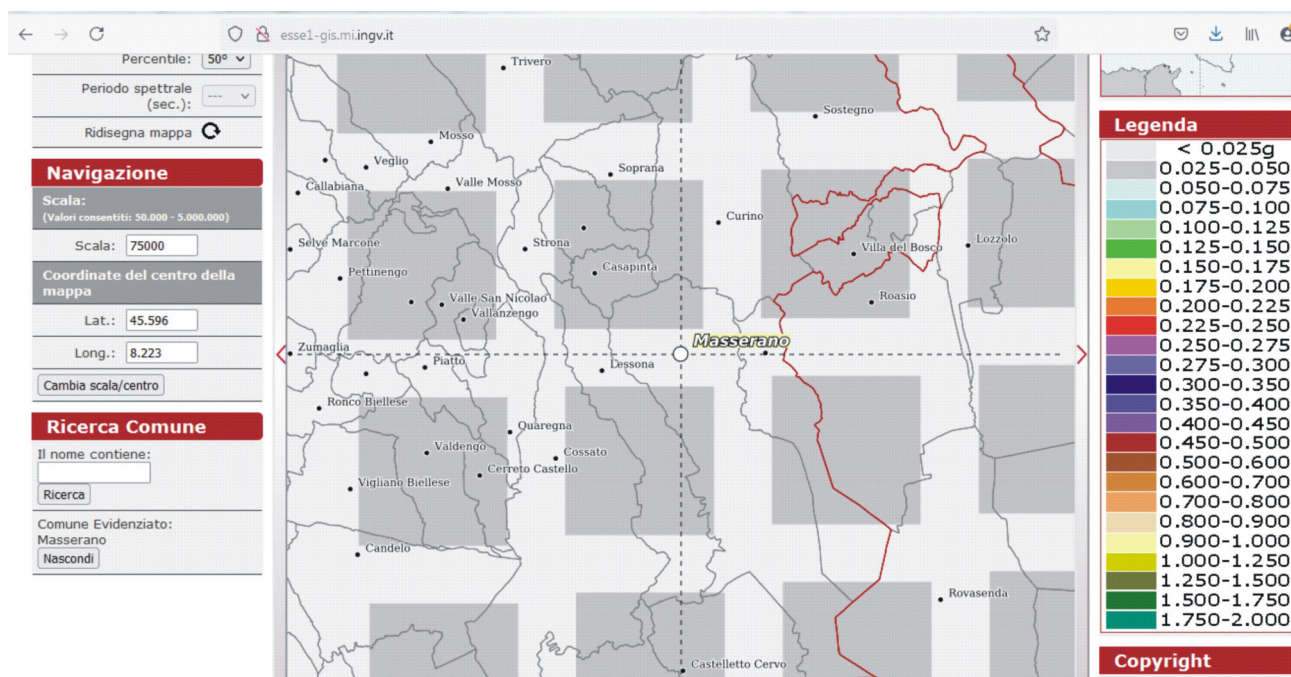 esse1-gis.mi.ingv.it
Percentile: 50°
Periodo spettrale
(sec.): ---
Ridisegna mappa
Navigazione
Scala:
(Valori consentiti: 50.000 - 5.000.000)
Scala: 75000
Coordinate del centro della
mappa
Lat.: 45.596
Long.: 8.223
Cambia scala/centro
Ricerca Comune
Il nome contiene:
Ricerca
Comune Evidenziato:
Masserano
Nascondi
Trivero
Sostegno
Mosso
Veglio
Soprana
Callabiana
Valle Mosso
Curino
Selve Marcone
Strona
Villa del Bosco
Lozzolo
Pettinengo
Casapinta
Valle San Nicolao
Roasio
Vallanzengo
Masserano
Zumaglia
Piatto
Lessona
Ronco Biellese
Quaregna
Valdengo
Cossato
Cerreto Castello
Vigliano Biellese
Candelo
Rovasenda
Castelletto Cervo
Legenda
< 0.025g
0.025-0.050
0.050-0.075
0.075-0.100
0.100-0.125
0.125-0.150
0.150-0.175
0.175-0.200
0.200-0.225
0.225-0.250
0.250-0.275
0.275-0.300
0.300-0.350
0.350-0.400
0.400-0.450
0.450-0.500
0.500-0.600
0.600-0.700
0.700-0.800
0.800-0.900
0.900-1.000
1.000-1.250
1.250-1.500
1.500-1.750
1.750-2.000
Copyright